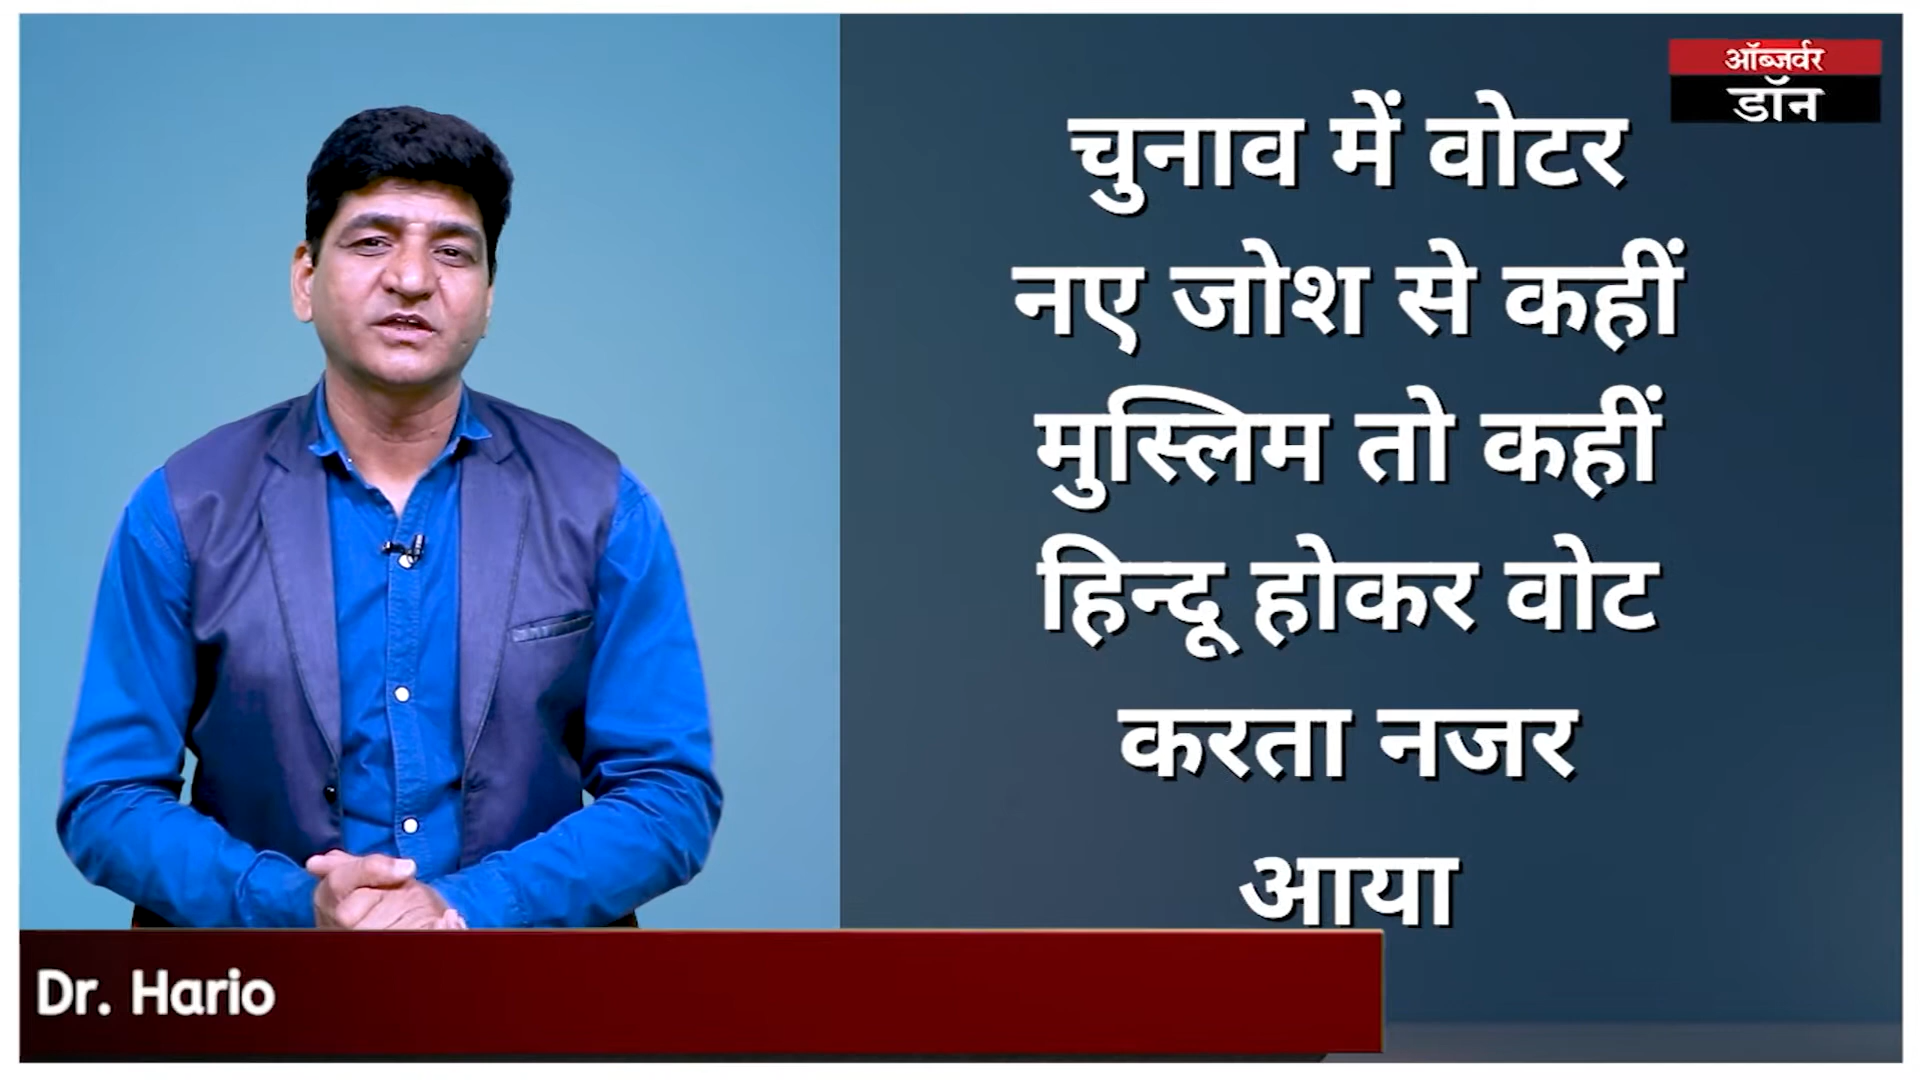 ऑब्जर्वर
डॉन
चुनाव में वोटर
नए जोश से कहीं
मुस्लिम तो कहीं
हिन्दू होकर वोट
करता नजर
आया
Dr. Hario